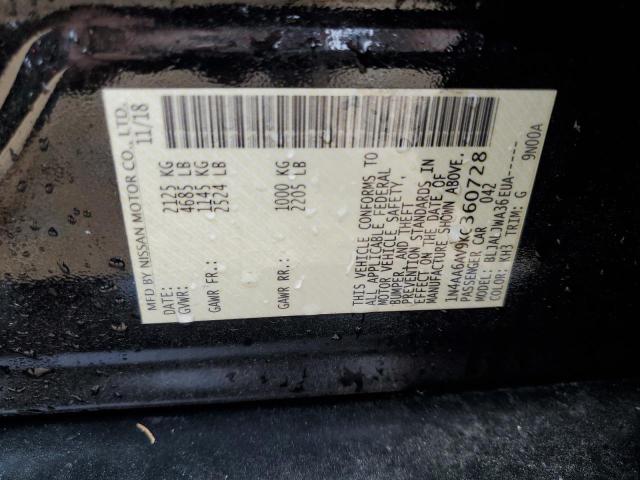 MFD BY NISSAN MOTOR CO., LTD.
11/18
2125 KG
GVWR: 4685 LB
1145 KG
GAWR FR: 2524 LB
1000 KG
GAWR RR: 2205 LB
THIS VEHICLE CONFORMS TO
ALL APPLICABLE FEDERAL
MOTOR VEHICLE SAFETY,
BUMPER, AND THEFT
PREVENTION STANDARDS IN
EFFECT ON THE DATE OF
MANUFACTURE SHOWN ABOVE.
1N4AA6AV9KC360728
PASSENGER CAR 042
MODEL: BLJALJWA36EUA-----
COLOR: KH3 TRIM: G 9N00A